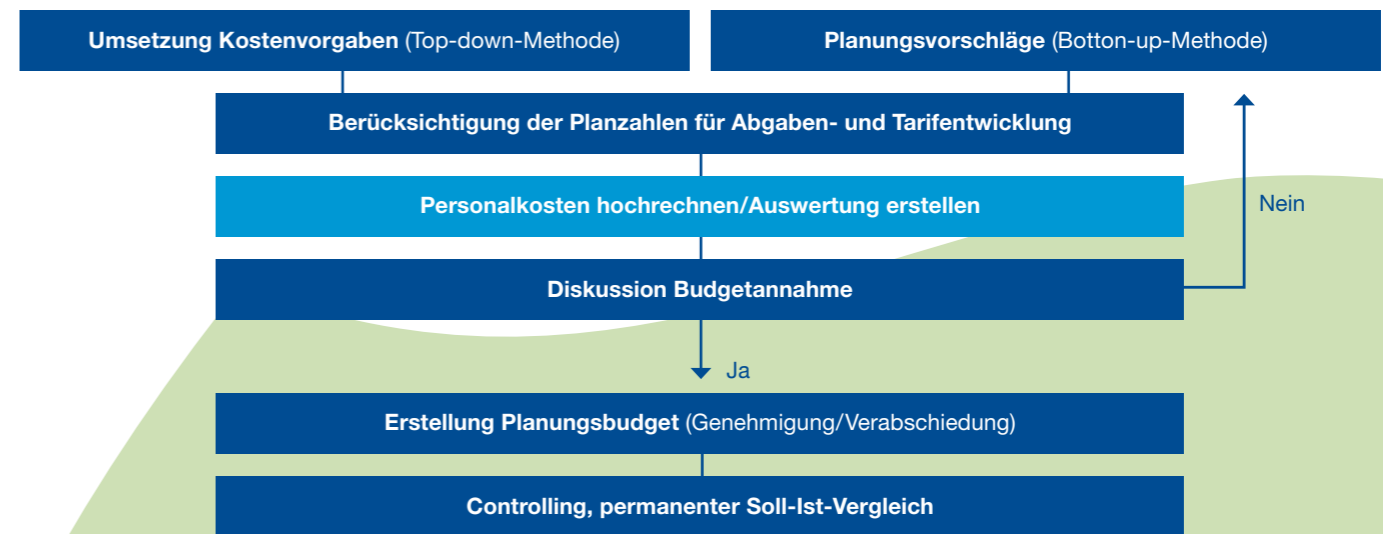 Umsetzung Kostenvorgaben (Top-down-Methode)
Planungsvorschläge (Botton-up-Methode)
Berücksichtigung der Planzahlen für Abgaben- und Tarifentwicklung
Personalkosten hochrechnen/Auswertung erstellen
Nein
Diskussion Budgetannahme
Ja
Erstellung Planungsbudget (Genehmigung/Verabschiedung)
Controlling, permanenter Soll-Ist-Vergleich